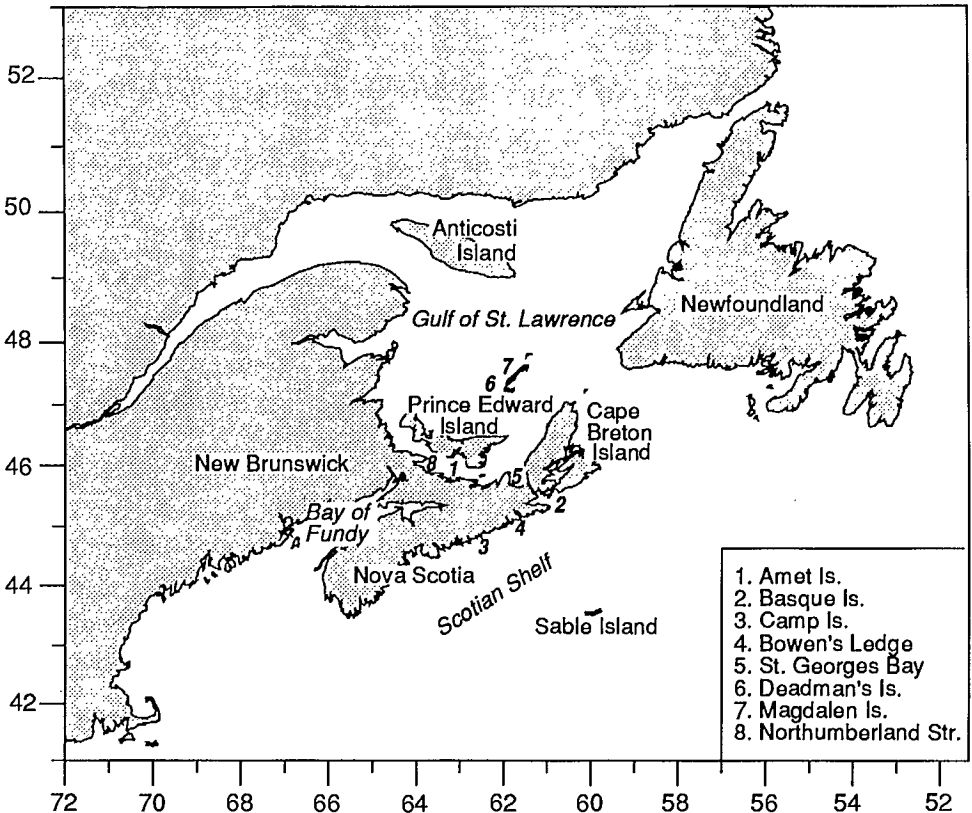 52
50
48
46
44
42
Anticosti
Island
Newfoundland
Gulf of St. Lawrence
7
6
Prince Edward
Island
Cape
Breton
Island
New Brunswick
8
1
5
2
Bay of
Fundy
4
3
Nova Scotia
Scotian Shelf
Sable Island
1. Amet Is.
2. Basque Is.
3. Camp Is.
4. Bowen's Ledge
5. St. Georges Bay
6. Deadman's Is.
7. Magdalen Is.
8. Northumberland Str.
72 70 68 66 64 62 60 58 56 54 52